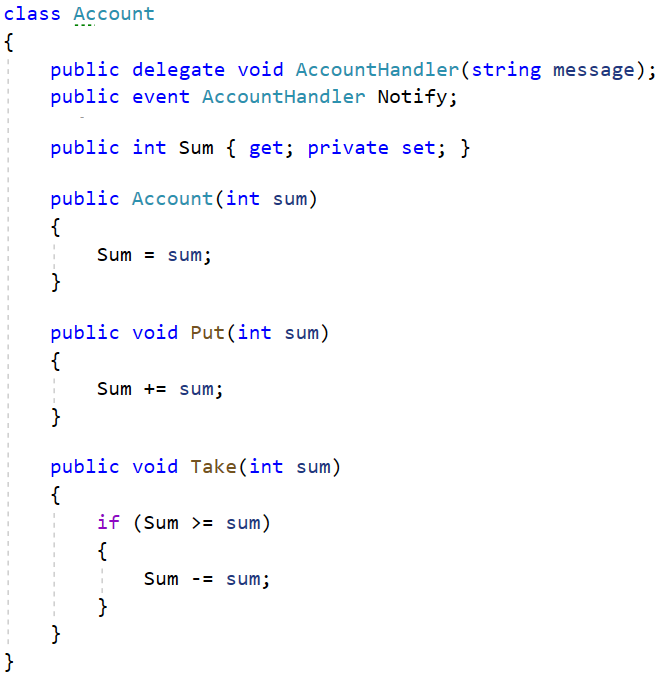 class Account
{
    public delegate void AccountHandler(string message);
    public event AccountHandler Notify;

    public int Sum { get; private set; }

    public Account(int sum)
    {
        Sum = sum;
    }

    public void Put(int sum)
    {
        Sum += sum;
    }

    public void Take(int sum)
    {
        if (Sum >= sum)
        {
            Sum -= sum;
        }
    }
}